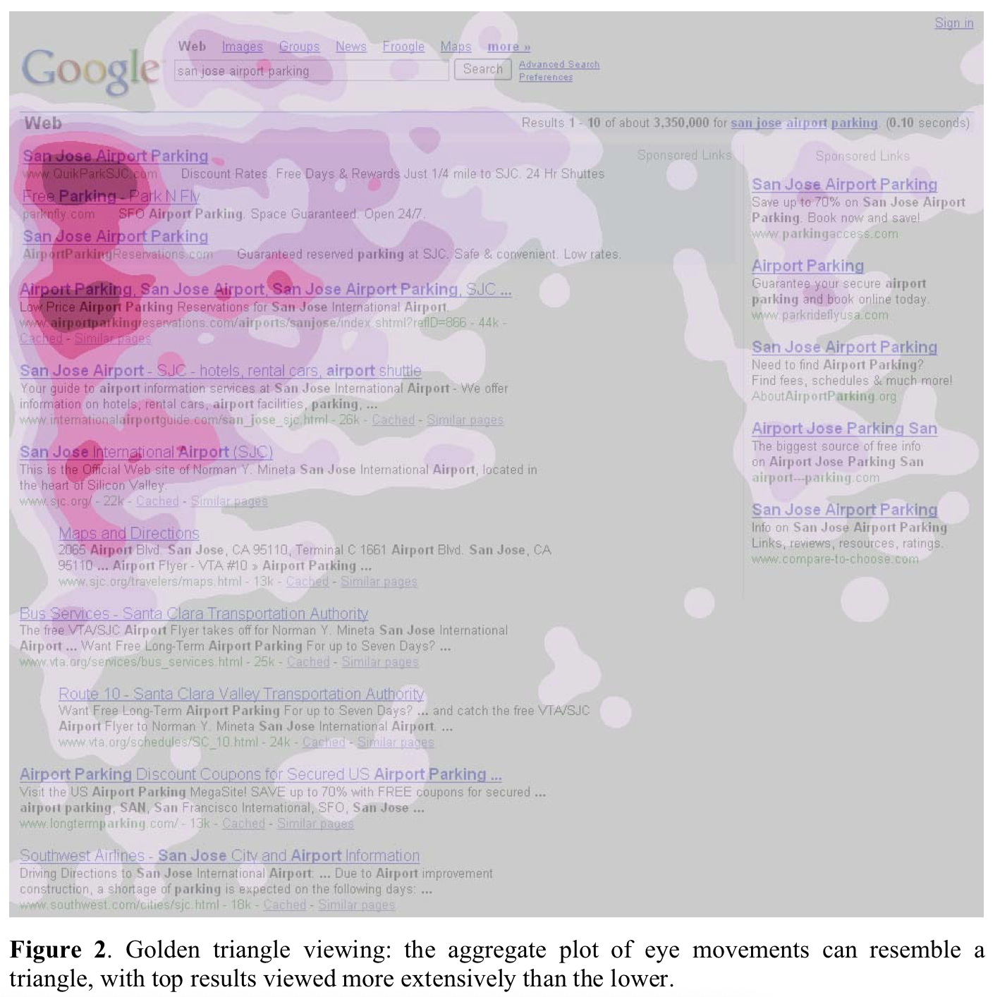 Sign in
Web Images Groups News Froogle Maps more »
Google
san jose airport parking Search Advanced Search
Preferences
Web
Results 1 - 10 of about 3,350,000 for san jose airport parking. (0.10 seconds)
San Jose Airport Parking
www.QuikParkSJC.com Discount Rates. Free Days & Rewards Just 1/4 mile to SJC. 24 Hr Shuttes
Free Parking - Park N Fly
parknfly.com SFO Airport Parking. Space Guaranteed. Open 24/7.
San Jose Airport Parking
AirportParkingReservations.com Guaranteed reserved parking at SJC. Safe & convenient. Low rates.
Sponsored Links
Airport Parking, San Jose Airport, San Jose Airport Parking, SJC ...
Low Price Airport Parking Reservations for San Jose International Airport.
www.airportparkingreservations.com/airports/sanjose/index.shtml?refID=866 - 44k -
Cached - Similar pages
San Jose Airport - SJC - hotels, rental cars, airport shuttle
Your guide to airport information services at San Jose International Airport - We offer
information on hotels, rental cars, airport facilities, parking, ...
www.internationalairportguide.com/san_jose_sjc.html - 26k - Cached - Similar pages
San Jose International Airport (SJC)
This is the Official Web site of Norman Y. Mineta San Jose International Airport, located in
the heart of Silicon Valley.
www.sjc.org/ - 22k - Cached - Similar pages
Maps and Directions
2065 Airport Blvd. San Jose, CA 95110, Terminal C 1661 Airport Blvd. San Jose, CA
95110 ... Airport Flyer - VTA #10 » Airport Parking ...
www.sjc.org/travelers/maps.html - 13k - Cached - Similar pages
Bus Services - Santa Clara Transportation Authority
The free VTA/SJC Airport Flyer takes off for Norman Y. Mineta San Jose International
Airport ... Want Free Long-Term Airport Parking For up to Seven Days? ...
www.vta.org/services/bus_services.html - 25k - Cached - Similar pages
Route 10 - Santa Clara Valley Transportation Authority
Want Free Long-Term Airport Parking For up to Seven Days? ... and catch the free VTA/SJC
Airport Flyer to Norman Y. Mineta San Jose International Airport. ...
www.vta.org/schedules/SC_10.html - 24k - Cached - Similar pages
Airport Parking Discount Coupons for Secured US Airport Parking ...
Visit the US Airport Parking MegaSite! SAVE up to 70% with FREE coupons for secured ...
airport parking, SAN, San Francisco International, SFO, San Jose ...
www.longtermparking.com/ - 13k - Cached - Similar pages
Southwest Airlines - San Jose City and Airport Information
Driving Directions to San Jose International Airport: ... Due to Airport improvement
construction, a shortage of parking is expected on the following days: ...
www.southwest.com/cities/sjc.html - 18k - Cached - Similar pages
Sponsored Links
San Jose Airport Parking
Save up to 70% on San Jose Airport
Parking. Book now and save!
www.parkingaccess.com
Airport Parking
Guarantee your secure airport
parking and book online today.
www.parkrideflyusa.com
San Jose Airport Parking
Need to find Airport Parking?
Find fees, schedules & much more!
AboutAirportParking.org
Airport Jose Parking San
The biggest source of free info
on Airport Jose Parking San
airport---parking.com
San Jose Airport Parking
Info on San Jose Airport Parking
Links, reviews, resources, ratings.
www.compare-to-choose.com
Figure 2. Golden triangle viewing: the aggregate plot of eye movements can resemble a
triangle, with top results viewed more extensively than the lower.